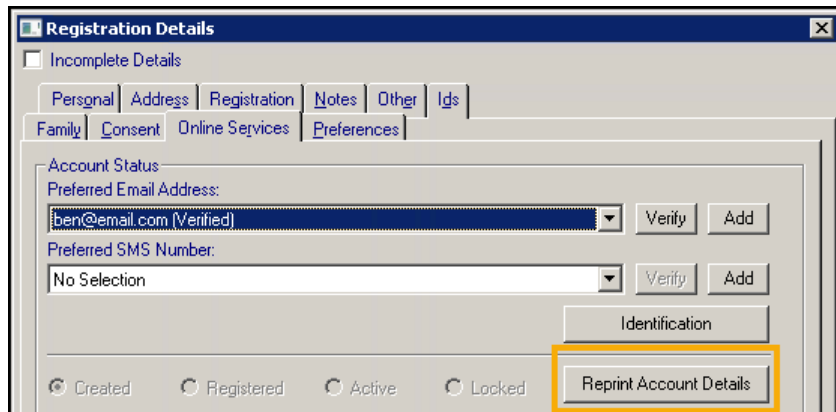 Registration Details
Incomplete Details
Personal Address Registration Notes Other Ids
Family Consent Online Services Preferences
Account Status
Preferred Email Address:
ben@email.com (Verified) Verify Add
Preferred SMS Number:
No Selection Verify Add
Identification
Created Registered Active Locked Reprint Account Details